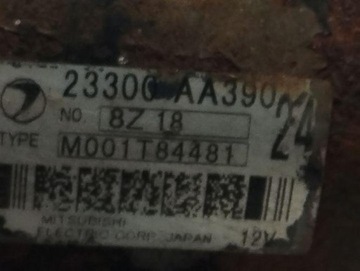 23300-AA390
24
NO. 8Z 18
TYPE M001T84481
MITSUBISHI
ELECTRIC CORP. JAPAN 12V